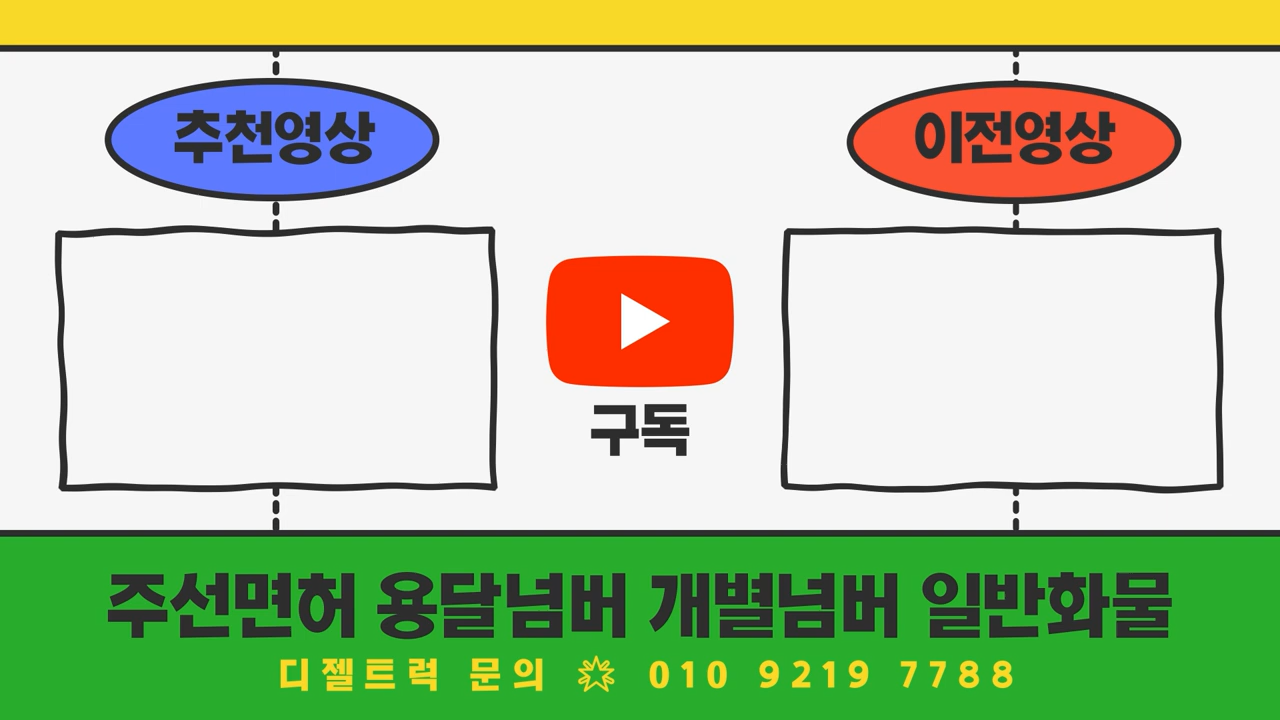 추천영상
이전영상
구독
주선면허 용달넘버 개별넘버 일반화물
디젤트럭 문의 010 9219 7788